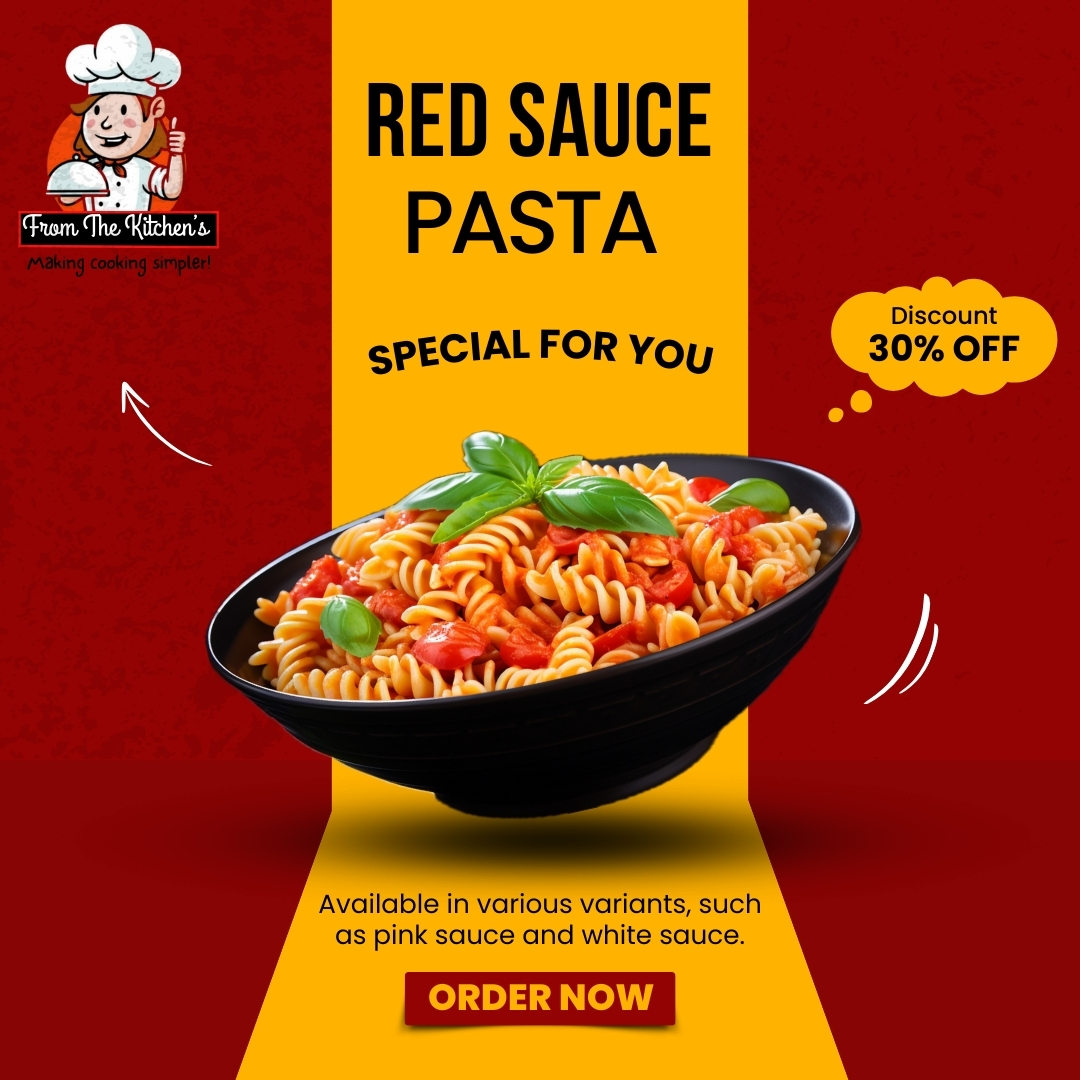 From The Kitchen's
Making cooking simpler!
RED SAUCE
PASTA
SPECIAL FOR YOU
Discount
30% OFF
Available in various variants, such
as pink sauce and white sauce.
ORDER NOW